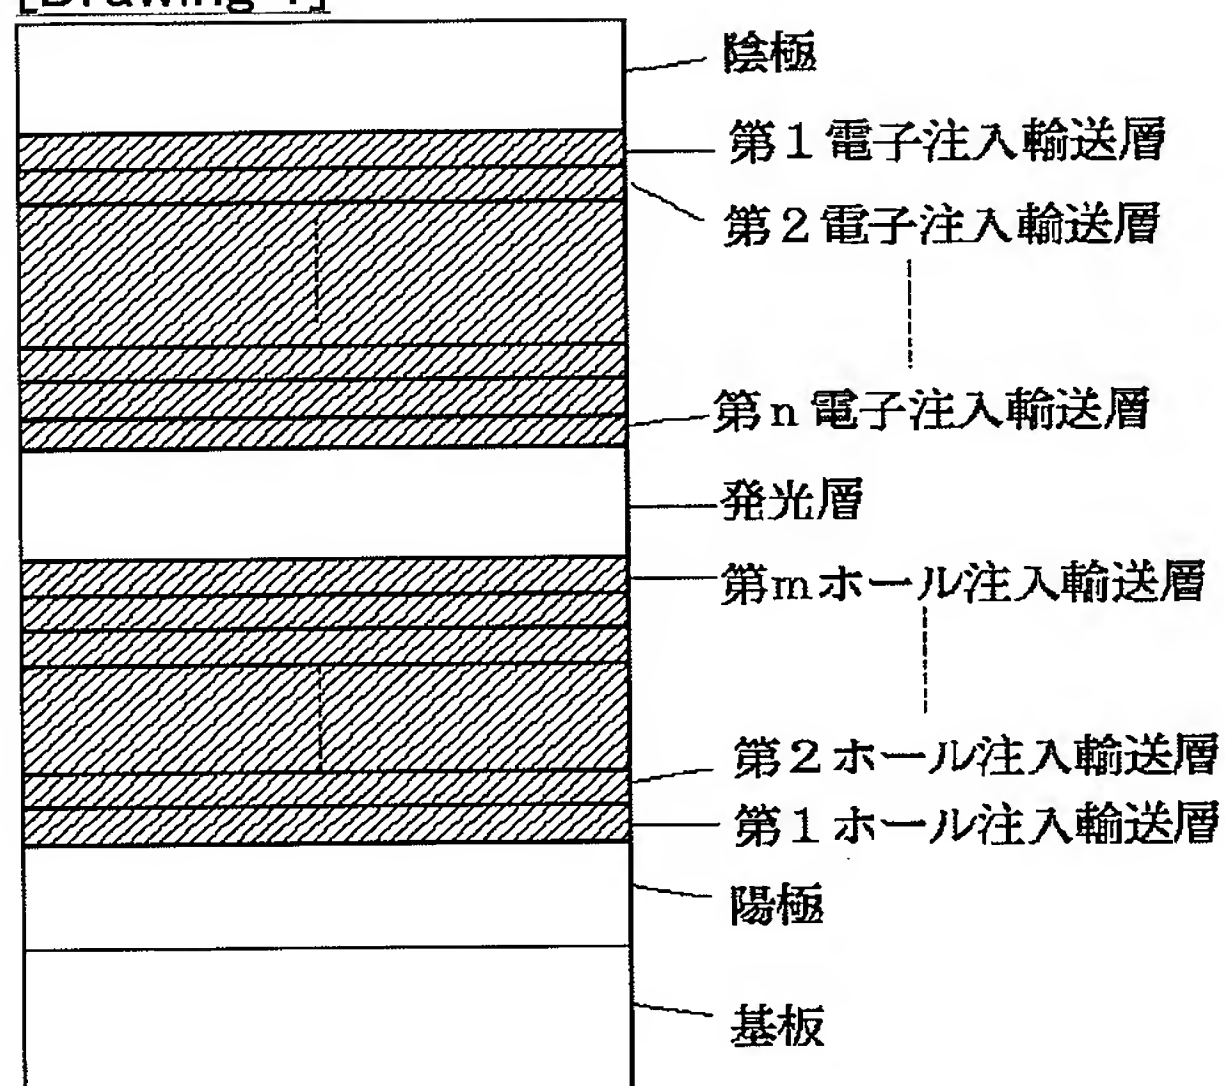 陰極
第1電子注入輸送層
第2電子注入輸送層
第n電子注入輸送層
発光層
第mホール注入輸送層
第2ホール注入輸送層
第1ホール注入輸送層
陽極
基板